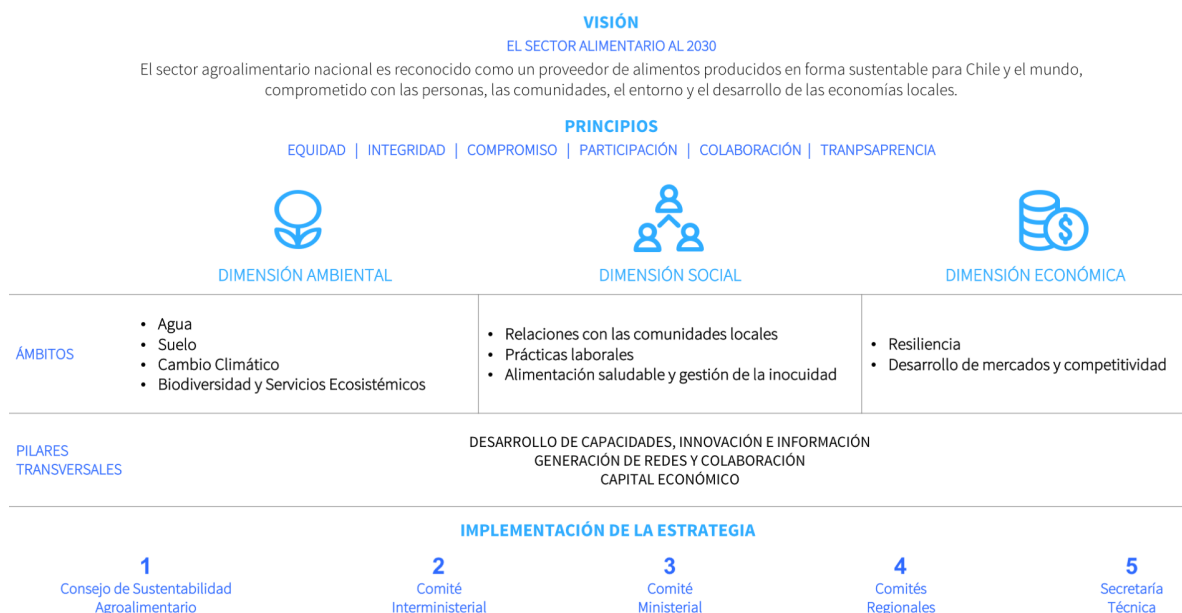 VISIÓN
EL SECTOR ALIMENTARIO AL 2030
El sector agroalimentario nacional es reconocido como un proveedor de alimentos producidos en forma sustentable para Chile y el mundo,
comprometido con las personas, las comunidades, el entorno y el desarrollo de las economías locales.
PRINCIPIOS
EQUIDAD | INTEGRIDAD | COMPROMISO | PARTICIPACIÓN | COLABORACIÓN | TRANPSAPRENCIA
DIMENSIÓN AMBIENTAL
DIMENSIÓN SOCIAL
DIMENSIÓN ECONÓMICA
ÁMBITOS
• Agua
• Suelo
• Cambio Climático
• Biodiversidad y Servicios Ecosistémicos
• Relaciones con las comunidades locales
• Prácticas laborales
• Alimentación saludable y gestión de la inocuidad
• Resiliencia
• Desarrollo de mercados y competitividad
PILARES
TRANSVERSALES
DESARROLLO DE CAPACIDADES, INNOVACIÓN E INFORMACIÓN
GENERACIÓN DE REDES Y COLABORACIÓN
CAPITAL ECONÓMICO
IMPLEMENTACIÓN DE LA ESTRATEGIA
1
Consejo de Sustentabilidad
Agroalimentario
2
Comité
Interministerial
3
Comité
Ministerial
4
Comités
Regionales
5
Secretaría
Técnica